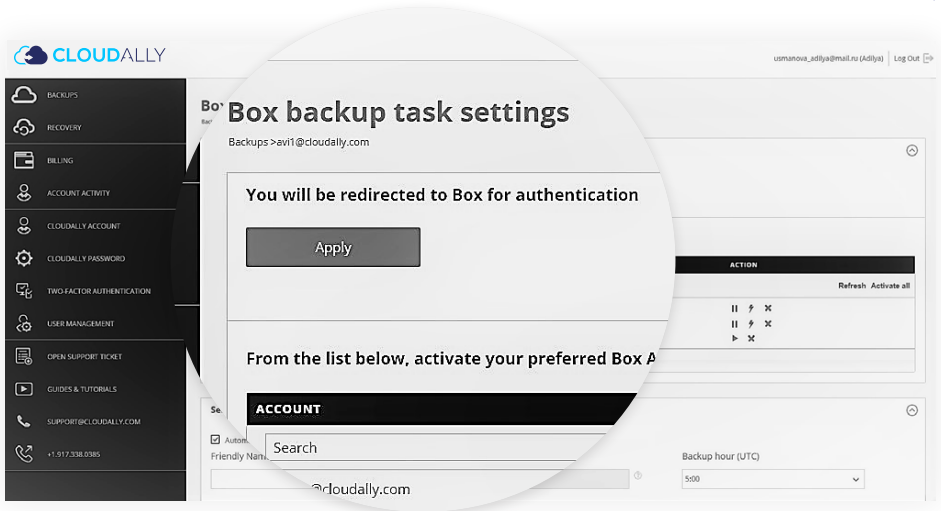 CLOUDALLY
usmanova_adilya@mail.ru (Adilya) Log Out
BACKUPS
RECOVERY
BILLING
ACCOUNT ACTIVITY
CLOUDALLY ACCOUNT
CLOUDALLY PASSWORD
TWO-FACTOR AUTHENTICATION
USER MANAGEMENT
OPEN SUPPORT TICKET
GUIDES & TUTORIALS
SUPPORT@CLOUDALLY.COM
+1.917.338.0385
Box backup task settings
Backups >avi1@cloudally.com
You will be redirected to Box for authentication
Apply
From the list below, activate your preferred Box A
ACCOUNT
Search
@cloudally.com
ACTION
Refresh Activate all
Friendly Nam
Backup hour (UTC)
5:00